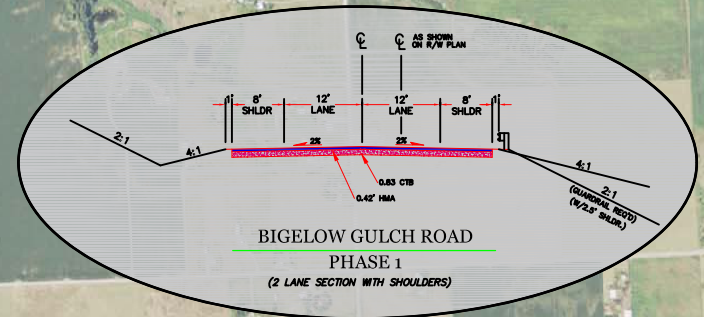 ℄ ℄ AS SHOWN
ON R/W PLAN
1' 8' 12' 12' 8' 1'
SHLDR LANE LANE SHLDR
2:1 4:1 2% 2% 4:1
0.83 CTB 2:1
0.42' HMA (GUARDRAIL REQ'D)
(W/2.5' SHLDR.)
BIGELOW GULCH ROAD
PHASE 1
(2 LANE SECTION WITH SHOULDERS)